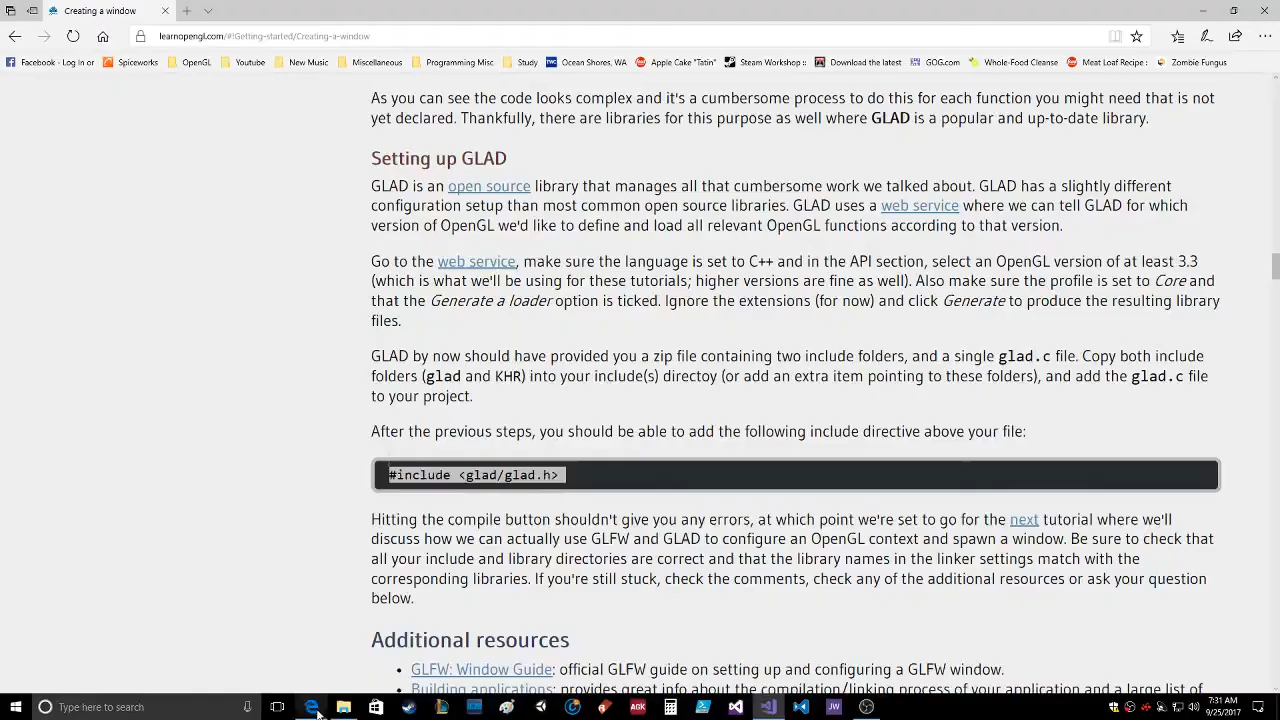 Creating a window
learnopengl.com/#!Getting-started/Creating-a-window
Facebook - Log in or
Spiceworks
OpenGL
Youtube
New Music
Miscellaneous
Programming Misc
Study
Ocean Shores, WA
Apple Cake "Tatin"
Steam Workshop ::
Download the latest
GOG.com
Whole-Food Cleanse
Meat Loaf Recipe :
Zombie Fungus
As you can see the code looks complex and it's a cumbersome process to do this for each function you might need that is not
yet declared. Thankfully, there are libraries for this purpose as well where GLAD is a popular and up-to-date library.
Setting up GLAD
GLAD is an open source library that manages all that cumbersome work we talked about. GLAD has a slightly different
configuration setup than most common open source libraries. GLAD uses a web service where we can tell GLAD for which
version of OpenGL we'd like to define and load all relevant OpenGL functions according to that version.
Go to the web service, make sure the language is set to C++ and in the API section, select an OpenGL version of at least 3.3
(which is what we'll be using for these tutorials; higher versions are fine as well). Also make sure the profile is set to Core and
that the Generate a loader option is ticked. Ignore the extensions (for now) and click Generate to produce the resulting library
files.
GLAD by now should have provided you a zip file containing two include folders, and a single glad.c file. Copy both include
folders (glad and KHR) into your include(s) directoy (or add an extra item pointing to these folders), and add the glad.c file
to your project.
After the previous steps, you should be able to add the following include directive above your file:
#include <glad/glad.h>
Hitting the compile button shouldn't give you any errors, at which point we're set to go for the next tutorial where we'll
discuss how we can actually use GLFW and GLAD to configure an OpenGL context and spawn a window. Be sure to check that
all your include and library directories are correct and that the library names in the linker settings match with the
corresponding libraries. If you're still stuck, check the comments, check any of the additional resources or ask your question
below.
Additional resources
• GLFW: Window Guide: official GLFW guide on setting up and configuring a GLFW window.
• Building applications: provides great info about the compilation/linking process of your application and a large list of
Type here to search
AGK
JW
7:31 AM
9/25/2017